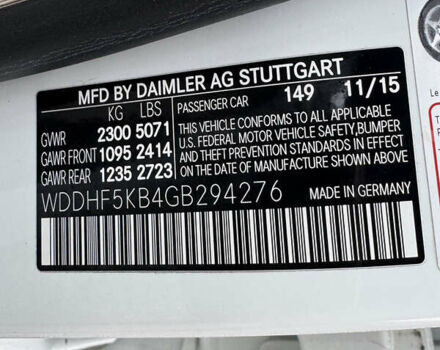 MFD BY DAIMLER AG STUTTGART
KG LBS PASSENGER CAR 149 11/15
GVWR 2300 5071
GAWR FRONT 1095 2414
GAWR REAR 1235 2723
THIS VEHICLE CONFORMS TO ALL APPLICABLE
U.S. FEDERAL MOTOR VEHICLE SAFETY, BUMPER
AND THEFT PREVENTION STANDARDS IN EFFECT
ON THE DATE OF MANUFACTURE SHOWN ABOVE.
WDDHF5KB4GB294276
MADE IN GERMANY
Le